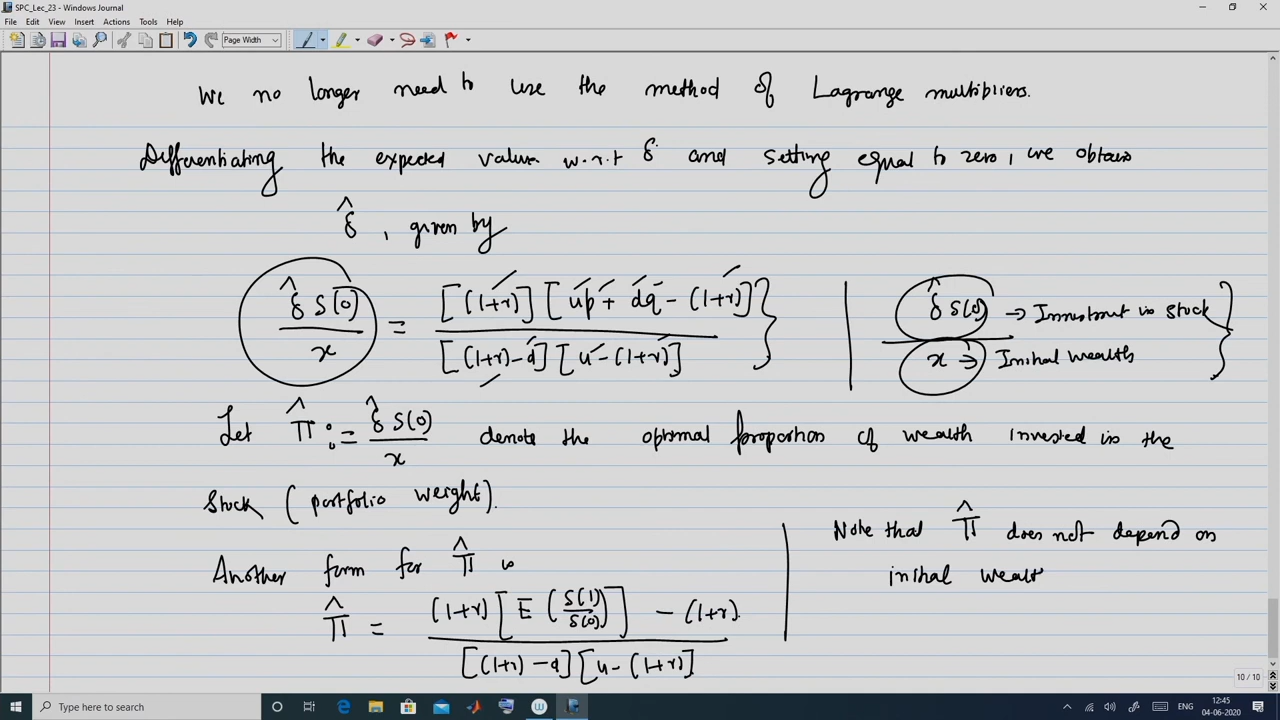 SPC_Lec_23 - Windows Journal
File Edit View Insert Actions Tools Help
Page Width
We no longer need to use the method of Lagrange multipliers.
Differentiating the expected value w.r.t δ and setting equal to zero, we obtain
δ̂, given by
δ̂ S(0) / x = [(1+r)] [up + dq - (1+r)] / [(1+r)-d] [u-(1+r)] }
δ̂ S(0) → Investment in stock
x → Initial wealth }
Let π̂ := δ̂ S(0) / x denote the optimal proportion of wealth invested in the
stock (portfolio weight).
Another form for π̂ is
π̂ = (1+r) [E (S(1)/S(0))] - (1+r) / [(1+r)-d] [u-(1+r)]
Note that π̂ does not depend on
initial wealt
10 / 10
Type here to search
ENG
12:45
04-06-2020